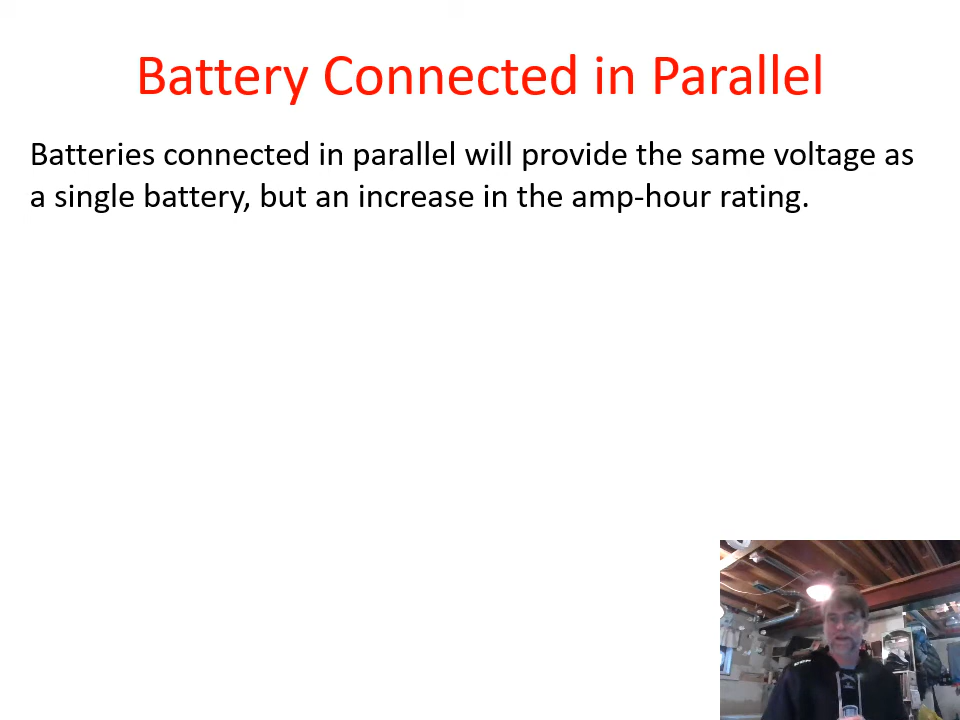 Battery Connected in Parallel
Batteries connected in parallel will provide the same voltage as
a single battery, but an increase in the amp-hour rating.